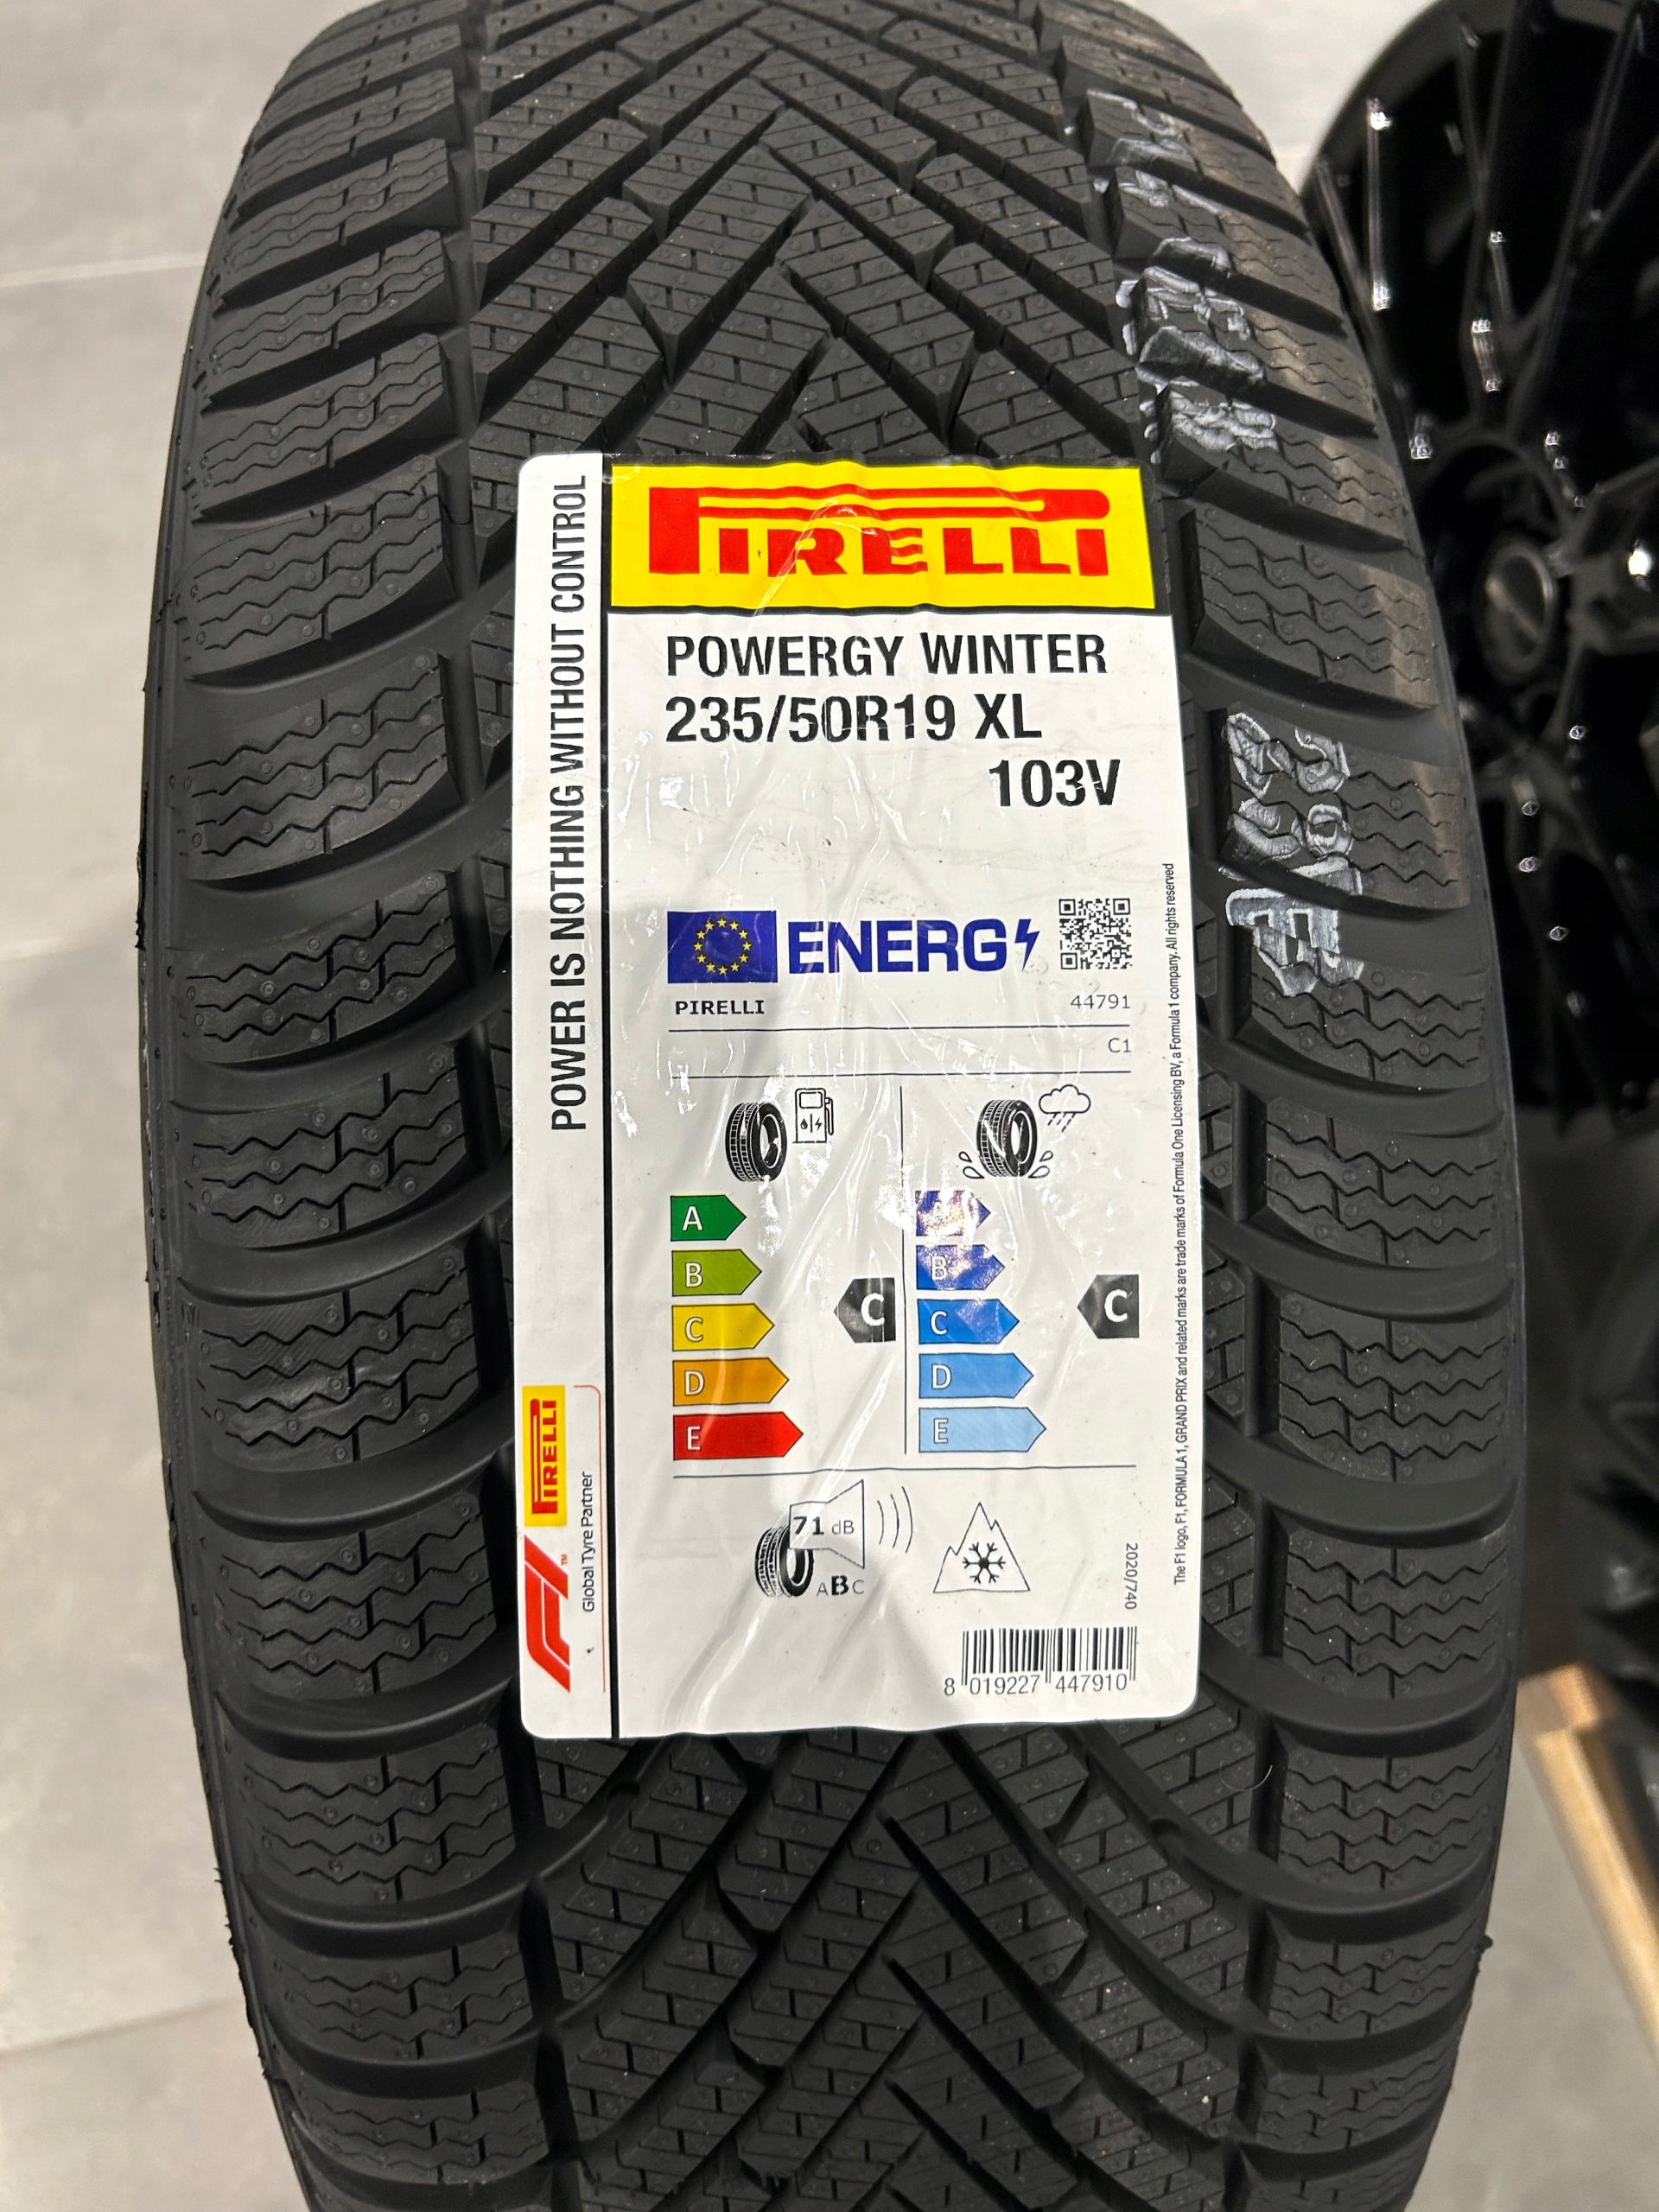 POWER IS NOTHING WITHOUT CONTROL
PIRELLI
POWERGY WINTER
235/50R19 XL
103V
ENERG
PIRELLI
44791
C1
A
B
C
D
E
C
B
C
D
E
C
71 dB
ABC
2020/740
8 019227 447910
PIRELLI
F1™
Global Tyre Partner
The F1 logo, F1, FORMULA 1, GRAND PRIX and related marks are trade marks of Formula One Licensing BV, a Formula 1 company. All rights reserved